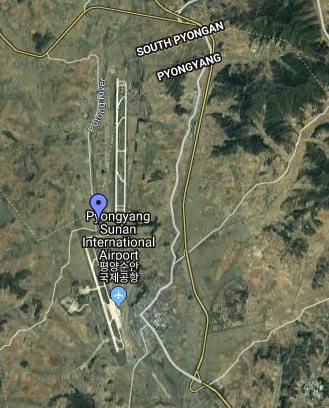 SOUTH PYONGAN
PYONGYANG
Potong River
Pyongyang
Sunan
International
Airport
평양순안
국제공항